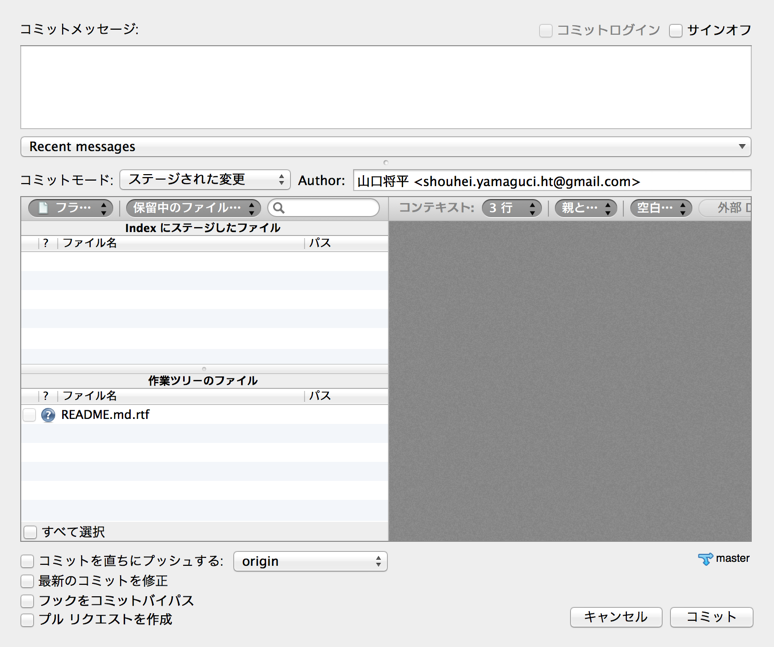 コミットメッセージ: コミットログイン サインオフ
Recent messages
コミットモード: ステージされた変更 Author: 山口将平 <shouhei.yamaguci.ht@gmail.com>
フラ… 保留中のファイル… コンテキスト: 3 行 親と… 空白… 外部
Index にステージしたファイル
? ファイル名 パス
作業ツリーのファイル
? ファイル名 パス
? README.md.rtf
すべて選択
コミットを直ちにプッシュする: origin master
最新のコミットを修正
フックをコミットバイパス
プル リクエストを作成 キャンセル コミット